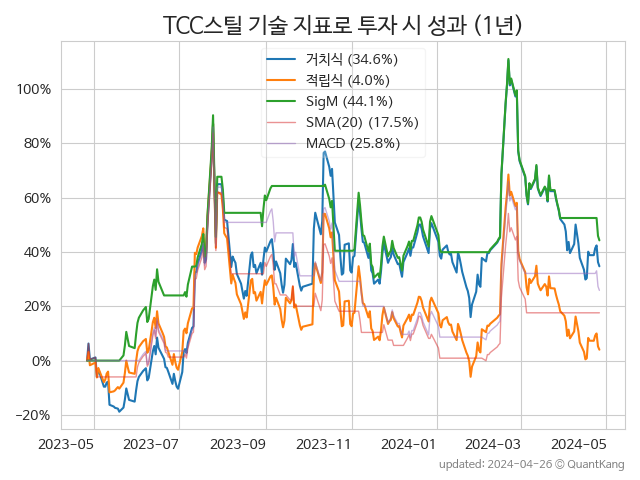 TCC스틸 기술 지표로 투자 시 성과 (1년)
거치식 (34.6%)
적립식 (4.0%)
SigM (44.1%)
SMA(20) (17.5%)
MACD (25.8%)
100%
80%
60%
40%
20%
0%
−20%
2023-05 2023-07 2023-09 2023-11 2024-01 2024-03 2024-05
updated: 2024-04-26 © QuantKang